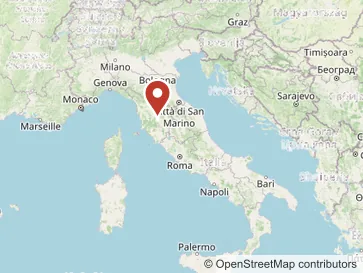 Magyarország
Graz
Timișoara
Milano
Београд
Genova
Bologna
Monaco
Città di San
Marino
Sarajevo
Marseille
Italia
Roma
Bari
Napoli
Palermo
© OpenStreetMap contributors